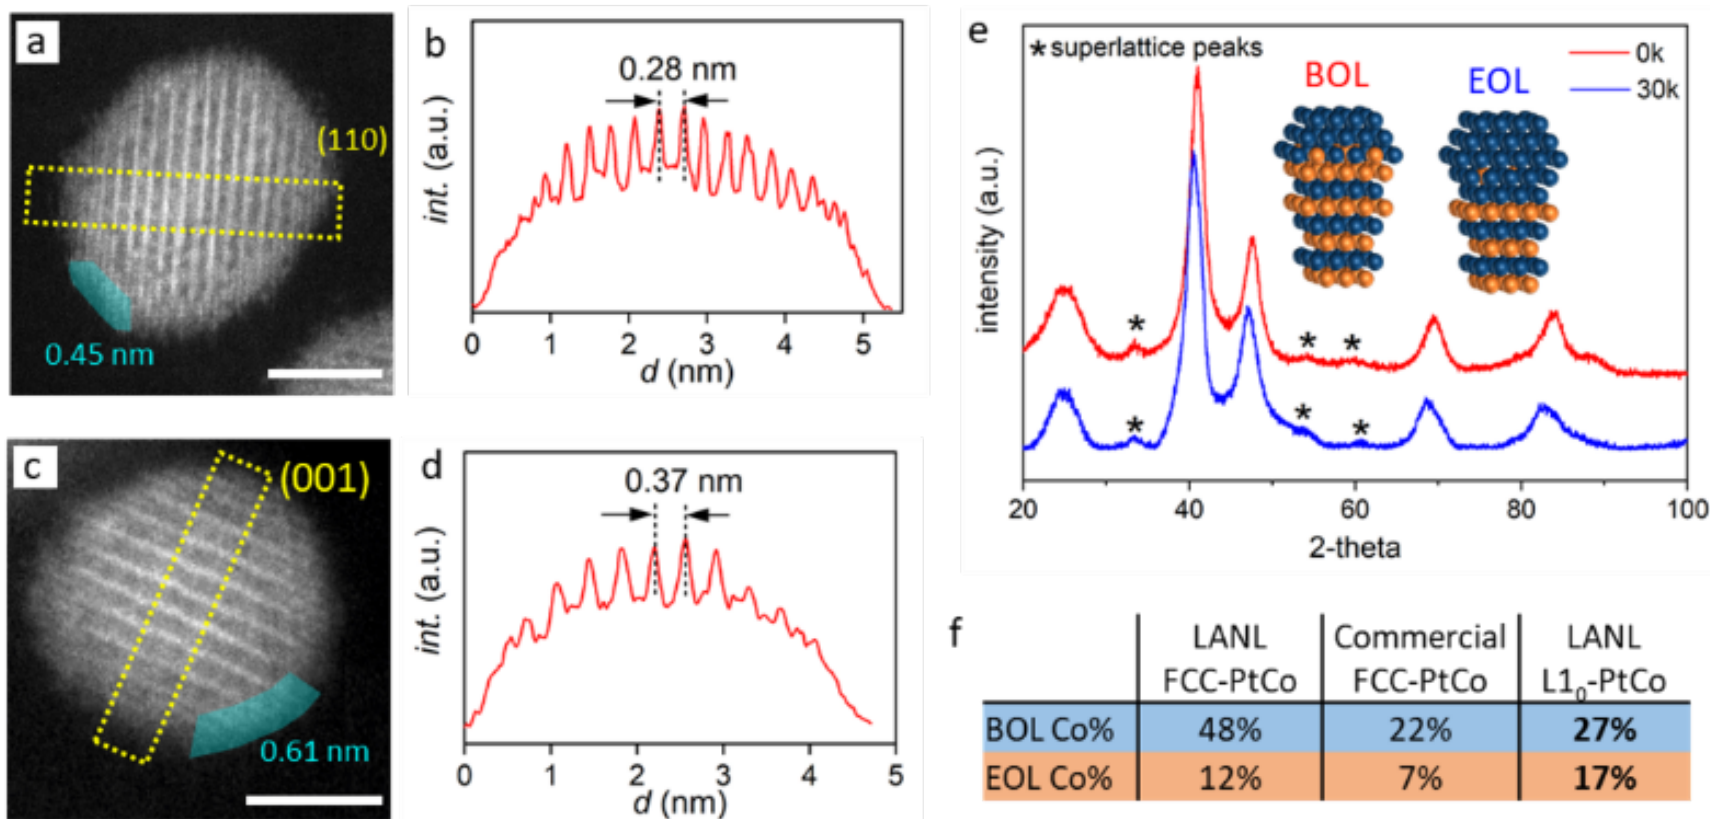 a
(110)
0.45 nm
b
0.28 nm
int. (a.u.)
0 1 2 3 4 5
d (nm)
c
(001)
0.61 nm
d
0.37 nm
int. (a.u.)
0 1 2 3 4 5
d (nm)
e
* superlattice peaks
BOL
EOL
0k
30k
* * *
* * *
intensity (a.u.)
20 40 60 80 100
2-theta
f
LANL Commercial LANL
FCC-PtCo FCC-PtCo L1₀-PtCo
BOL Co% 48% 22% 27%
EOL Co% 12% 7% 17%